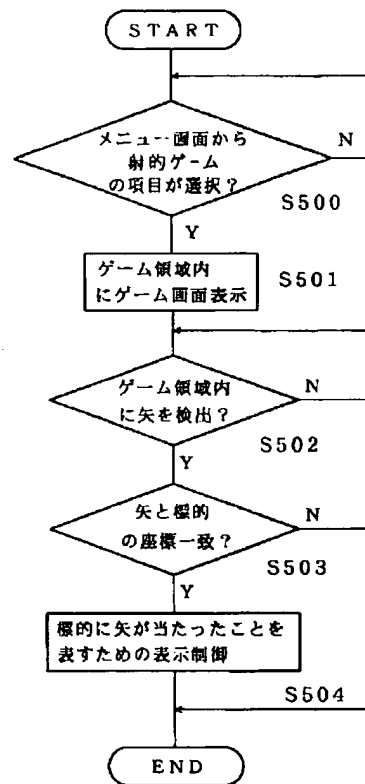 START
メニュー画面から
射的ゲーム
の項目が選択？
N
S500
Y
ゲーム領域内
にゲーム画面表示
S501
ゲーム領域内
に矢を検出？
N
S502
Y
矢と標的
の座標一致？
N
S503
Y
標的に矢が当たったことを
表すための表示制御
S504
END